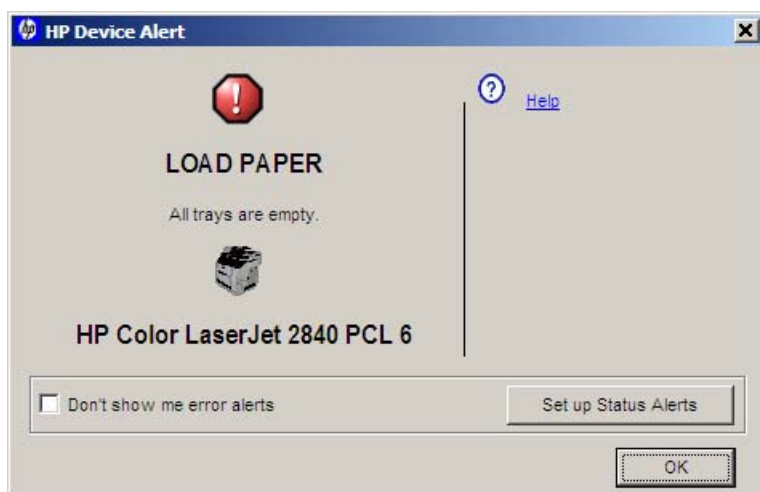 HP Device Alert
LOAD PAPER
All trays are empty.
HP Color LaserJet 2840 PCL 6
Help
Don't show me error alerts
Set up Status Alerts
OK